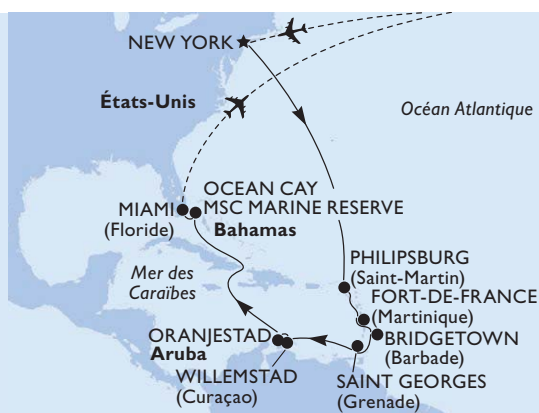 NEW YORK
États-Unis
Océan Atlantique
OCEAN CAY
MSC MARINE RESERVE
MIAMI
(Floride)
Bahamas
Mer des
Caraïbes
PHILIPSBURG
(Saint-Martin)
FORT-DE-FRANCE
(Martinique)
BRIDGETOWN
(Barbade)
ORANJESTAD
Aruba
WILLEMSTAD
(Curaçao)
SAINT GEORGES
(Grenade)